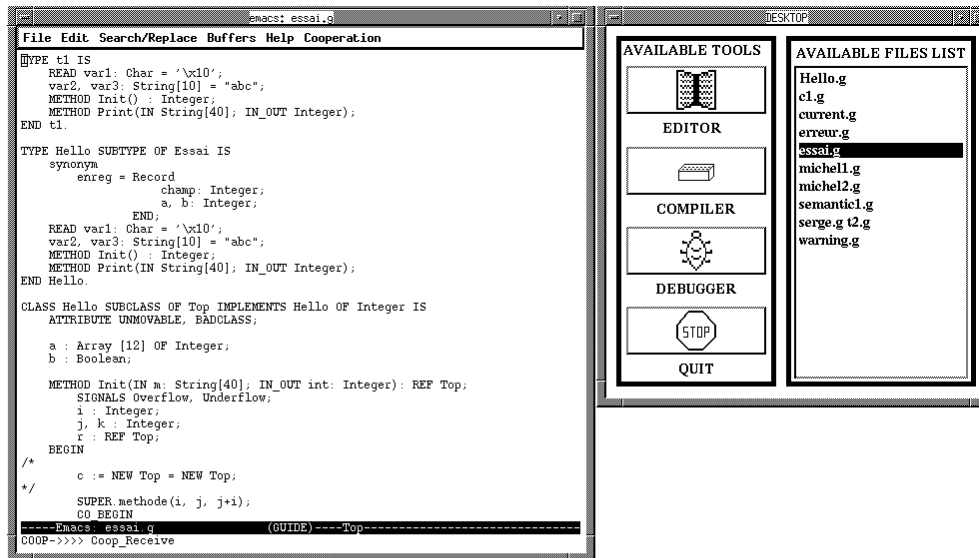 emacs: essai.g
File Edit Search/Replace Buffers Help Cooperation
TYPE t1 IS
READ var1: Char = '\x10';
var2, var3: String[10] = "abc";
METHOD Init() : Integer;
METHOD Print(IN String[40]; IN_OUT Integer);
END t1.
TYPE Hello SUBTYPE OF Essai IS
synonym
enreg = Record
champ: Integer;
a, b: Integer;
END;
READ var1: Char = '\x10';
var2, var3: String[10] = "abc";
METHOD Init() : Integer;
METHOD Print(IN String[40]; IN_OUT Integer);
END Hello.
CLASS Hello SUBCLASS OF Top IMPLEMENTS Hello OF Integer IS
ATTRIBUTE UNMOVABLE, BADCLASS;
a : Array [12] OF Integer;
b : Boolean;
METHOD Init(IN m: String[40]; IN_OUT int: Integer): REF Top;
SIGNALS Overflow, Underflow;
i : Integer;
j, k : Integer;
r : REF Top;
BEGIN
/*
c := NEW Top = NEW Top;
*/
SUPER.methode(i, j, j+i);
CO_BEGIN
-----Emacs: essai.g (GUIDE)----Top------------------------------
COOP->>>> Coop_Receive
DESKTOP
AVAILABLE TOOLS
EDITOR
COMPILER
DEBUGGER
STOP
QUIT
AVAILABLE FILES LIST
Hello.g
c1.g
current.g
erreur.g
essai.g
michel1.g
michel2.g
semantic1.g
serge.g t2.g
warning.g